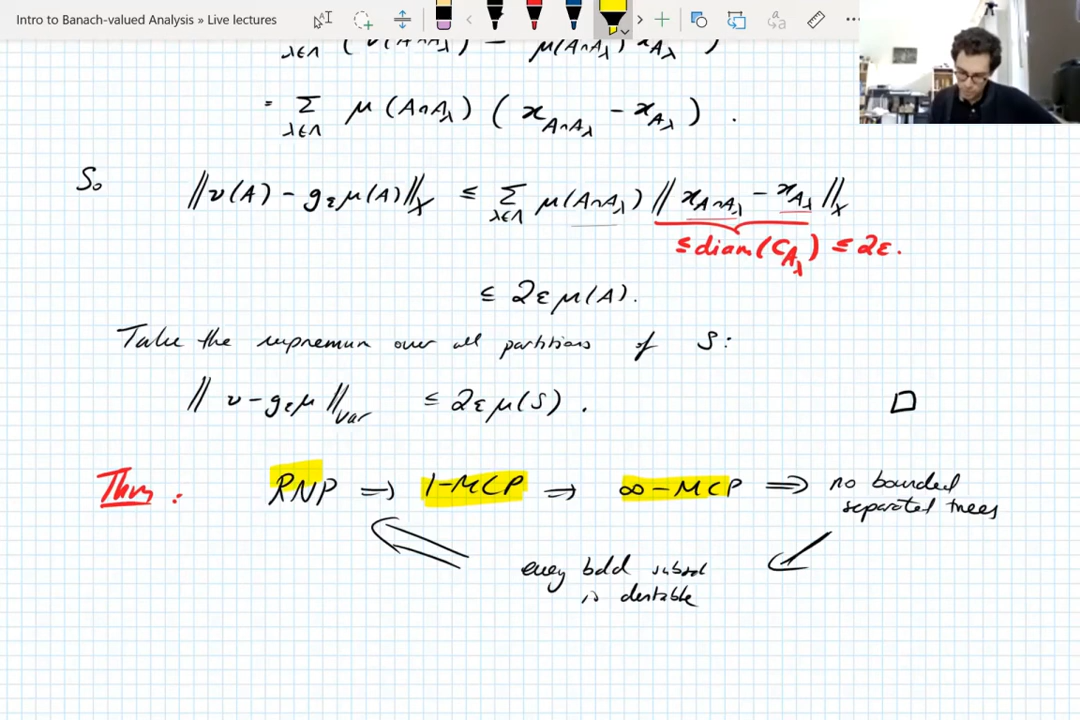 Intro to Banach-valued Analysis » Live lectures
= Σ_{λ∈Λ} μ(A∩A_λ) ( x_{A∩A_λ} - x_{A_λ} ) .
So ‖ν(A) - g_ε μ(A)‖_X ≤ Σ_{λ∈Λ} μ(A∩A_λ) ‖ x_{A∩A_λ} - x_{A_λ} ‖_X
≤ diam(C_{A_λ}) ≤ 2ε.
≤ 2ε μ(A).
Take the supremum over all partitions of S:
‖ ν - g_ε μ ‖_var ≤ 2ε μ(S) . □
Thm : RNP ⟹ 1-MCP ⟹ ∞-MCP ⟹ no bounded
separated trees
every bdd subset
is dentable